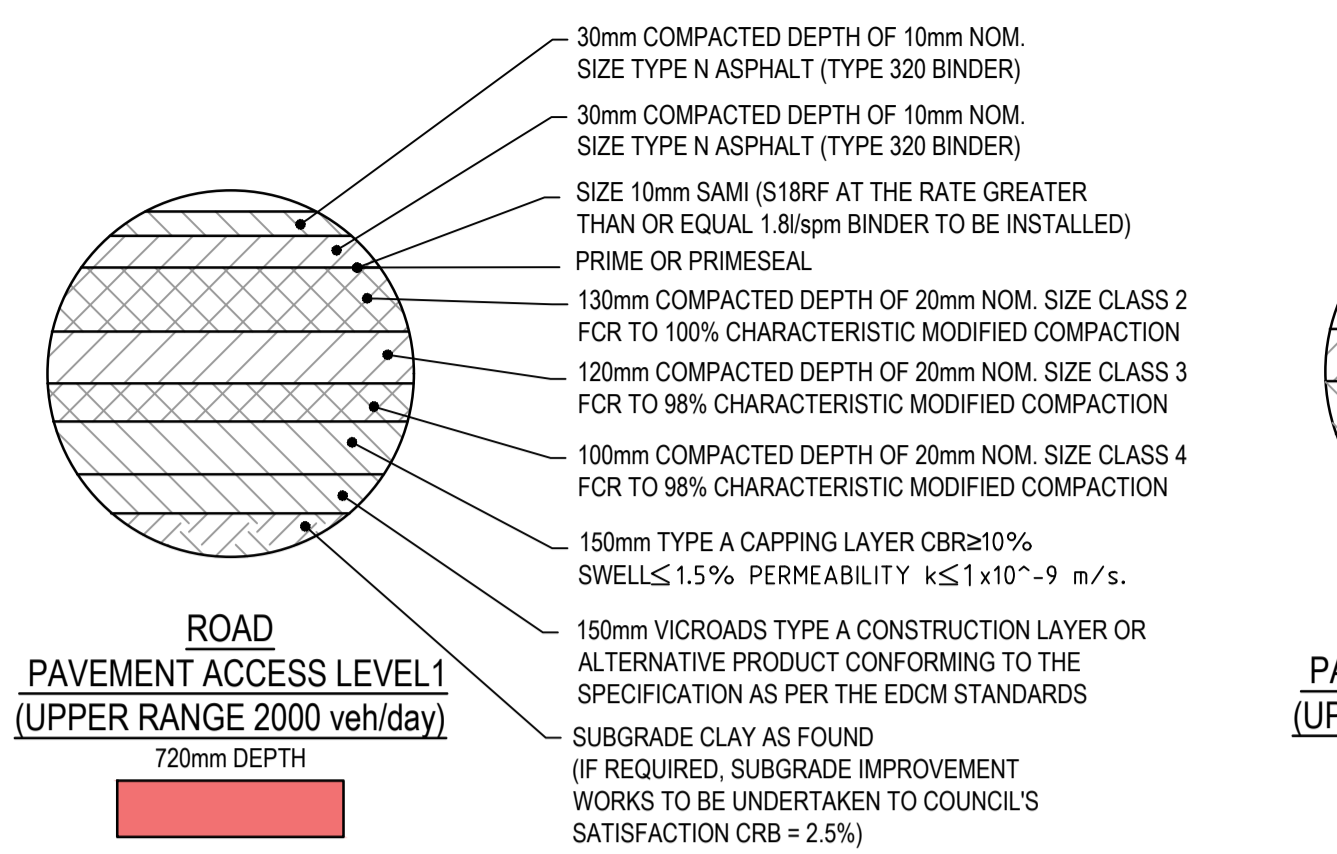 30mm COMPACTED DEPTH OF 10mm NOM.
SIZE TYPE N ASPHALT (TYPE 320 BINDER)
30mm COMPACTED DEPTH OF 10mm NOM.
SIZE TYPE N ASPHALT (TYPE 320 BINDER)
SIZE 10mm SAMI (S18RF AT THE RATE GREATER
THAN OR EQUAL 1.8l/spm BINDER TO BE INSTALLED)
PRIME OR PRIMESEAL
130mm COMPACTED DEPTH OF 20mm NOM. SIZE CLASS 2
FCR TO 100% CHARACTERISTIC MODIFIED COMPACTION
120mm COMPACTED DEPTH OF 20mm NOM. SIZE CLASS 3
FCR TO 98% CHARACTERISTIC MODIFIED COMPACTION
100mm COMPACTED DEPTH OF 20mm NOM. SIZE CLASS 4
FCR TO 98% CHARACTERISTIC MODIFIED COMPACTION
150mm TYPE A CAPPING LAYER CBR≥10%
SWELL≤1.5% PERMEABILITY k≤1x10^-9 m/s.
150mm VICROADS TYPE A CONSTRUCTION LAYER OR
ALTERNATIVE PRODUCT CONFORMING TO THE
SPECIFICATION AS PER THE EDCM STANDARDS
SUBGRADE CLAY AS FOUND
(IF REQUIRED, SUBGRADE IMPROVEMENT
WORKS TO BE UNDERTAKEN TO COUNCIL'S
SATISFACTION CRB = 2.5%)
ROAD
PAVEMENT ACCESS LEVEL1
(UPPER RANGE 2000 veh/day)
720mm DEPTH